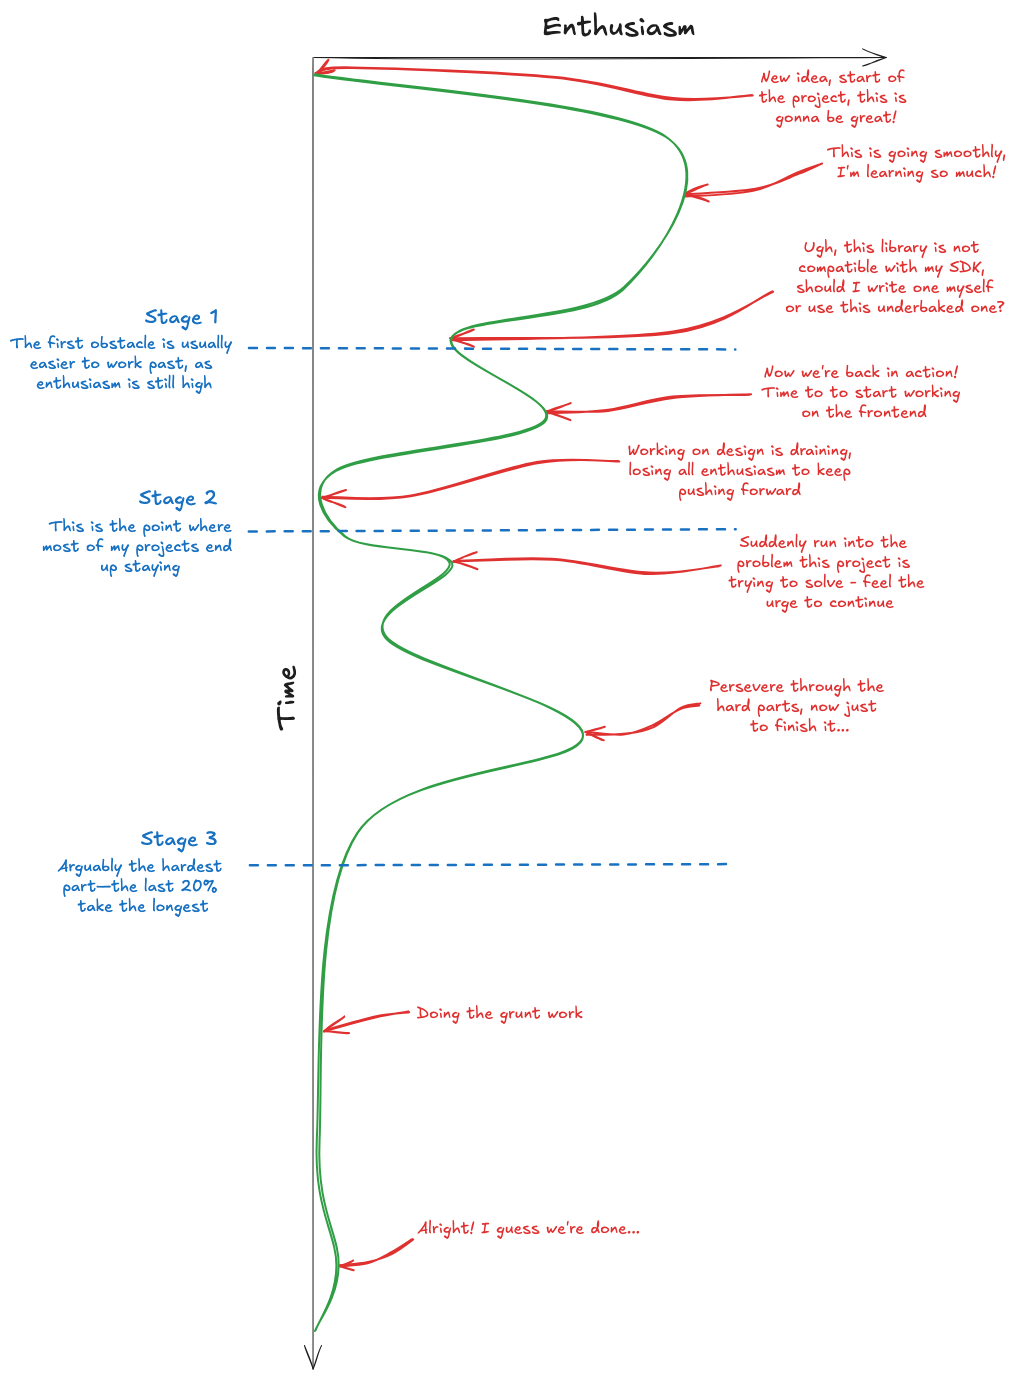 Enthusiasm
New idea, start of
the project, this is
gonna be great!
This is going smoothly,
I'm learning so much!
Ugh, this library is not
compatible with my SDK,
should I write one myself
or use this underbaked one?
Stage 1
The first obstacle is usually
easier to work past, as
enthusiasm is still high
Now we're back in action!
Time to to start working
on the frontend
Working on design is draining,
losing all enthusiasm to keep
pushing forward
Stage 2
This is the point where
most of my projects end
up staying
Suddenly run into the
problem this project is
trying to solve - feel the
urge to continue
Time
Persevere through the
hard parts, now just
to finish it...
Stage 3
Arguably the hardest
part—the last 20%
take the longest
Doing the grunt work
Alright! I guess we're done...